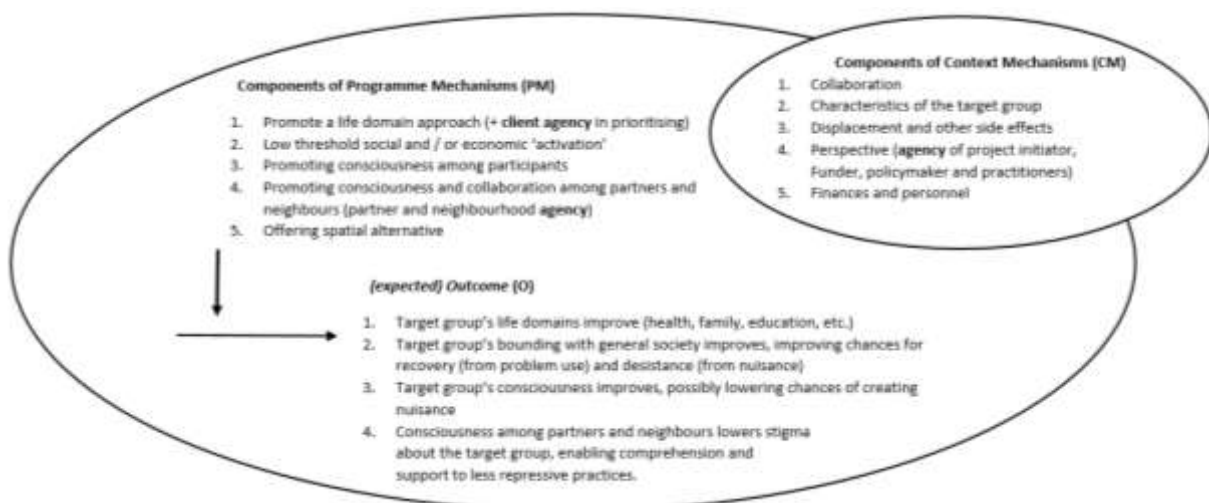 Components of Programme Mechanisms (PM)
1. Promote a life domain approach (+ client agency in prioritising)
2. Low threshold social and / or economic 'activation'
3. Promoting consciousness among participants
4. Promoting consciousness and collaboration among partners and
neighbours (partner and neighbourhood agency)
5. Offering spatial alternative
Components of Context Mechanisms (CM)
1. Collaboration
2. Characteristics of the target group
3. Displacement and other side effects
4. Perspective (agency of project initiator,
Funder, policymaker and practitioners)
5. Finances and personnel
(expected) Outcome (O)
1. Target group's life domains improve (health, family, education, etc.)
2. Target group's bounding with general society improves, improving chances for
recovery (from problem use) and desistance (from nuisance)
3. Target group's consciousness improves, possibly lowering chances of creating
nuisance
4. Consciousness among partners and neighbours lowers stigma
about the target group, enabling comprehension and
support to less repressive practices.